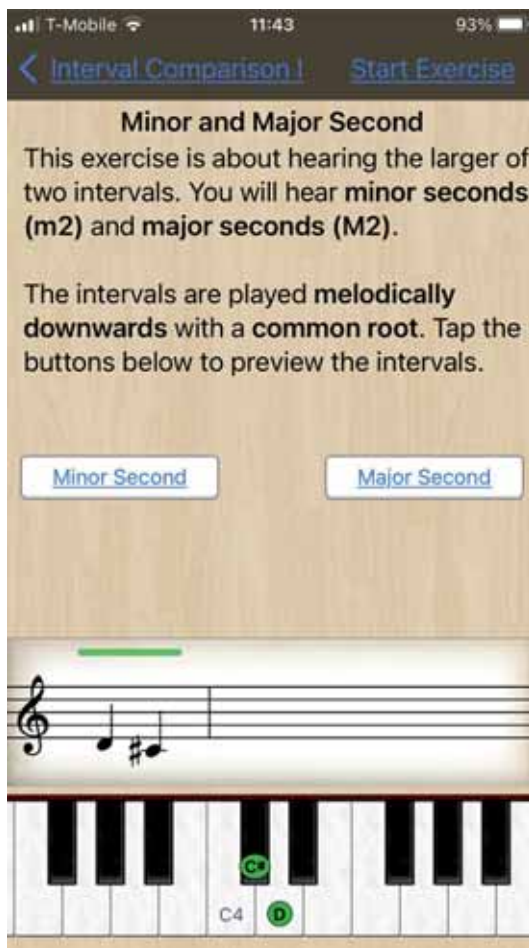 T-Mobile 11:43 93%
Interval Comparison I Start Exercise
Minor and Major Second
This exercise is about hearing the larger of
two intervals. You will hear minor seconds
(m2) and major seconds (M2).
The intervals are played melodically
downwards with a common root. Tap the
buttons below to preview the intervals.
Minor Second Major Second
C#
C4 D